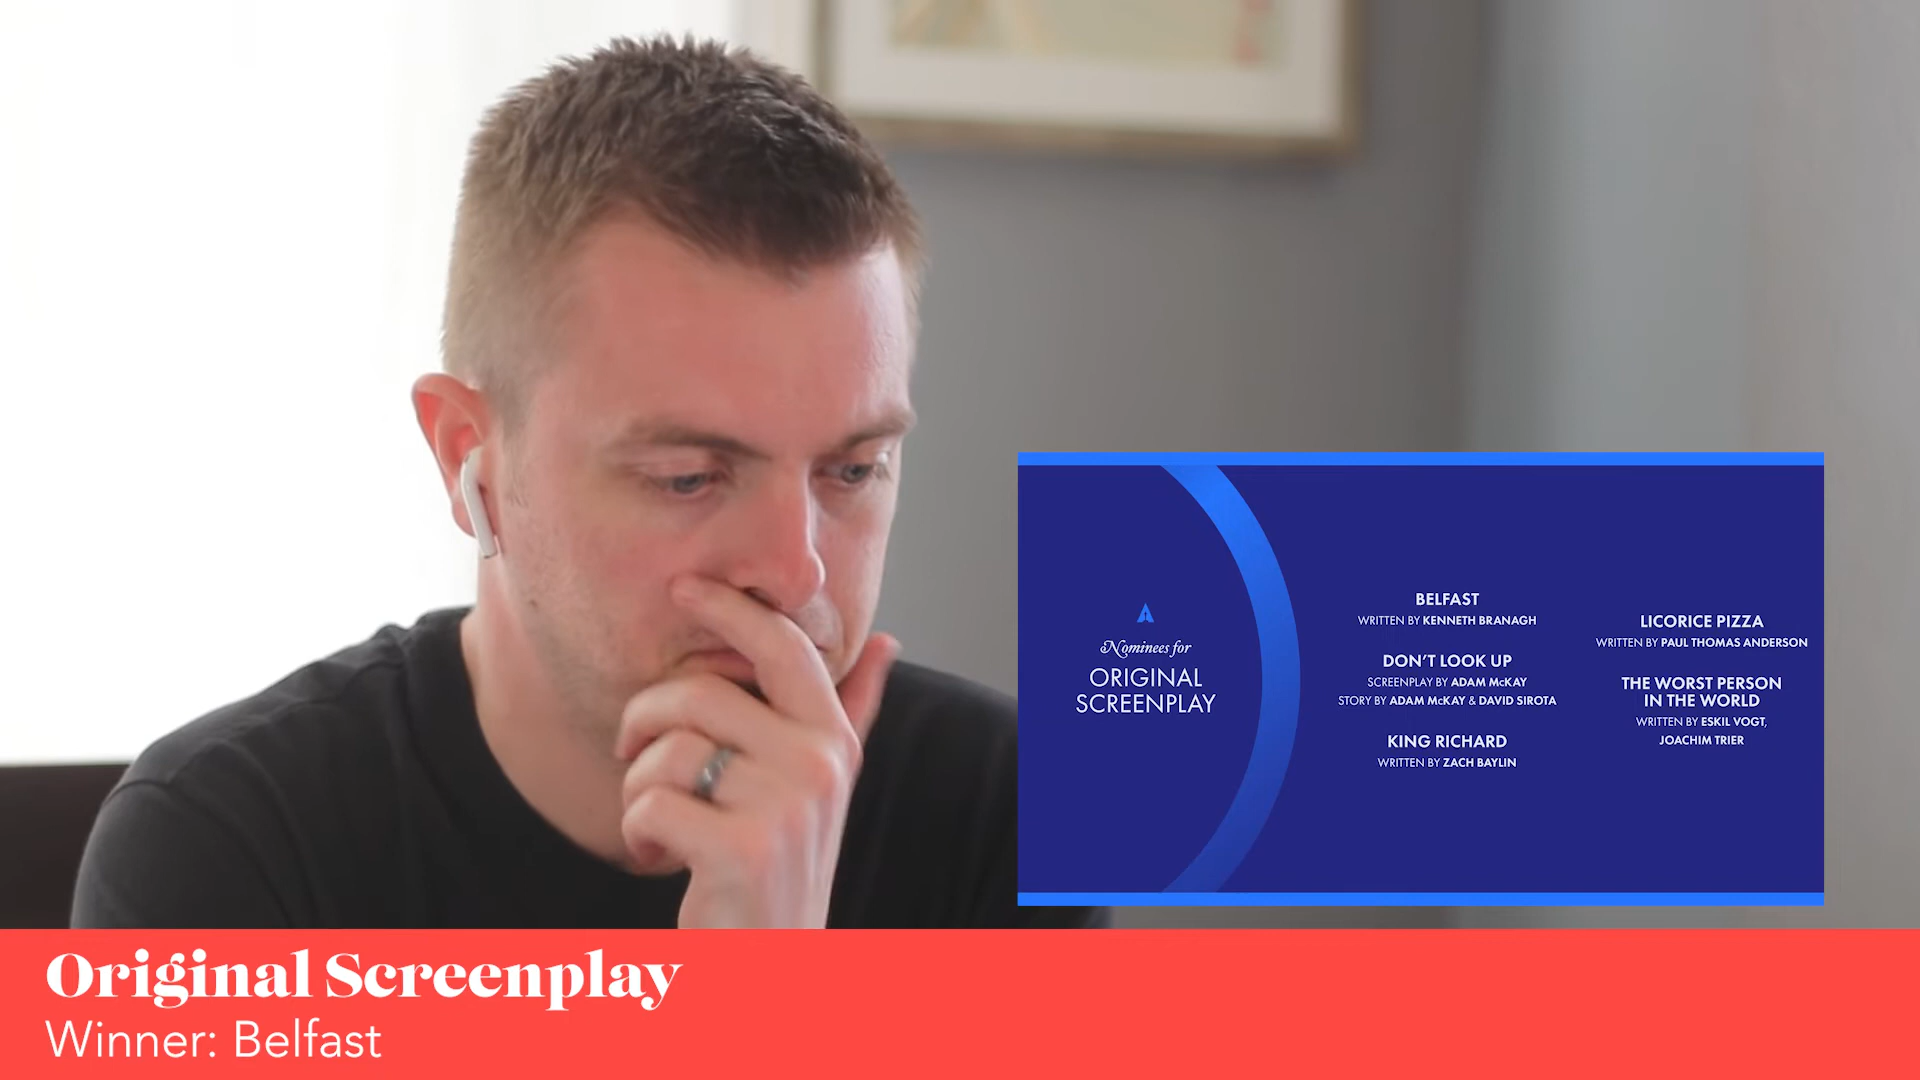 Nominees for
ORIGINAL
SCREENPLAY
BELFAST
WRITTEN BY KENNETH BRANAGH
DON'T LOOK UP
SCREENPLAY BY ADAM McKAY
STORY BY ADAM McKAY & DAVID SIROTA
KING RICHARD
WRITTEN BY ZACH BAYLIN
LICORICE PIZZA
WRITTEN BY PAUL THOMAS ANDERSON
THE WORST PERSON
IN THE WORLD
WRITTEN BY ESKIL VOGT,
JOACHIM TRIER
Original Screenplay
Winner: Belfast